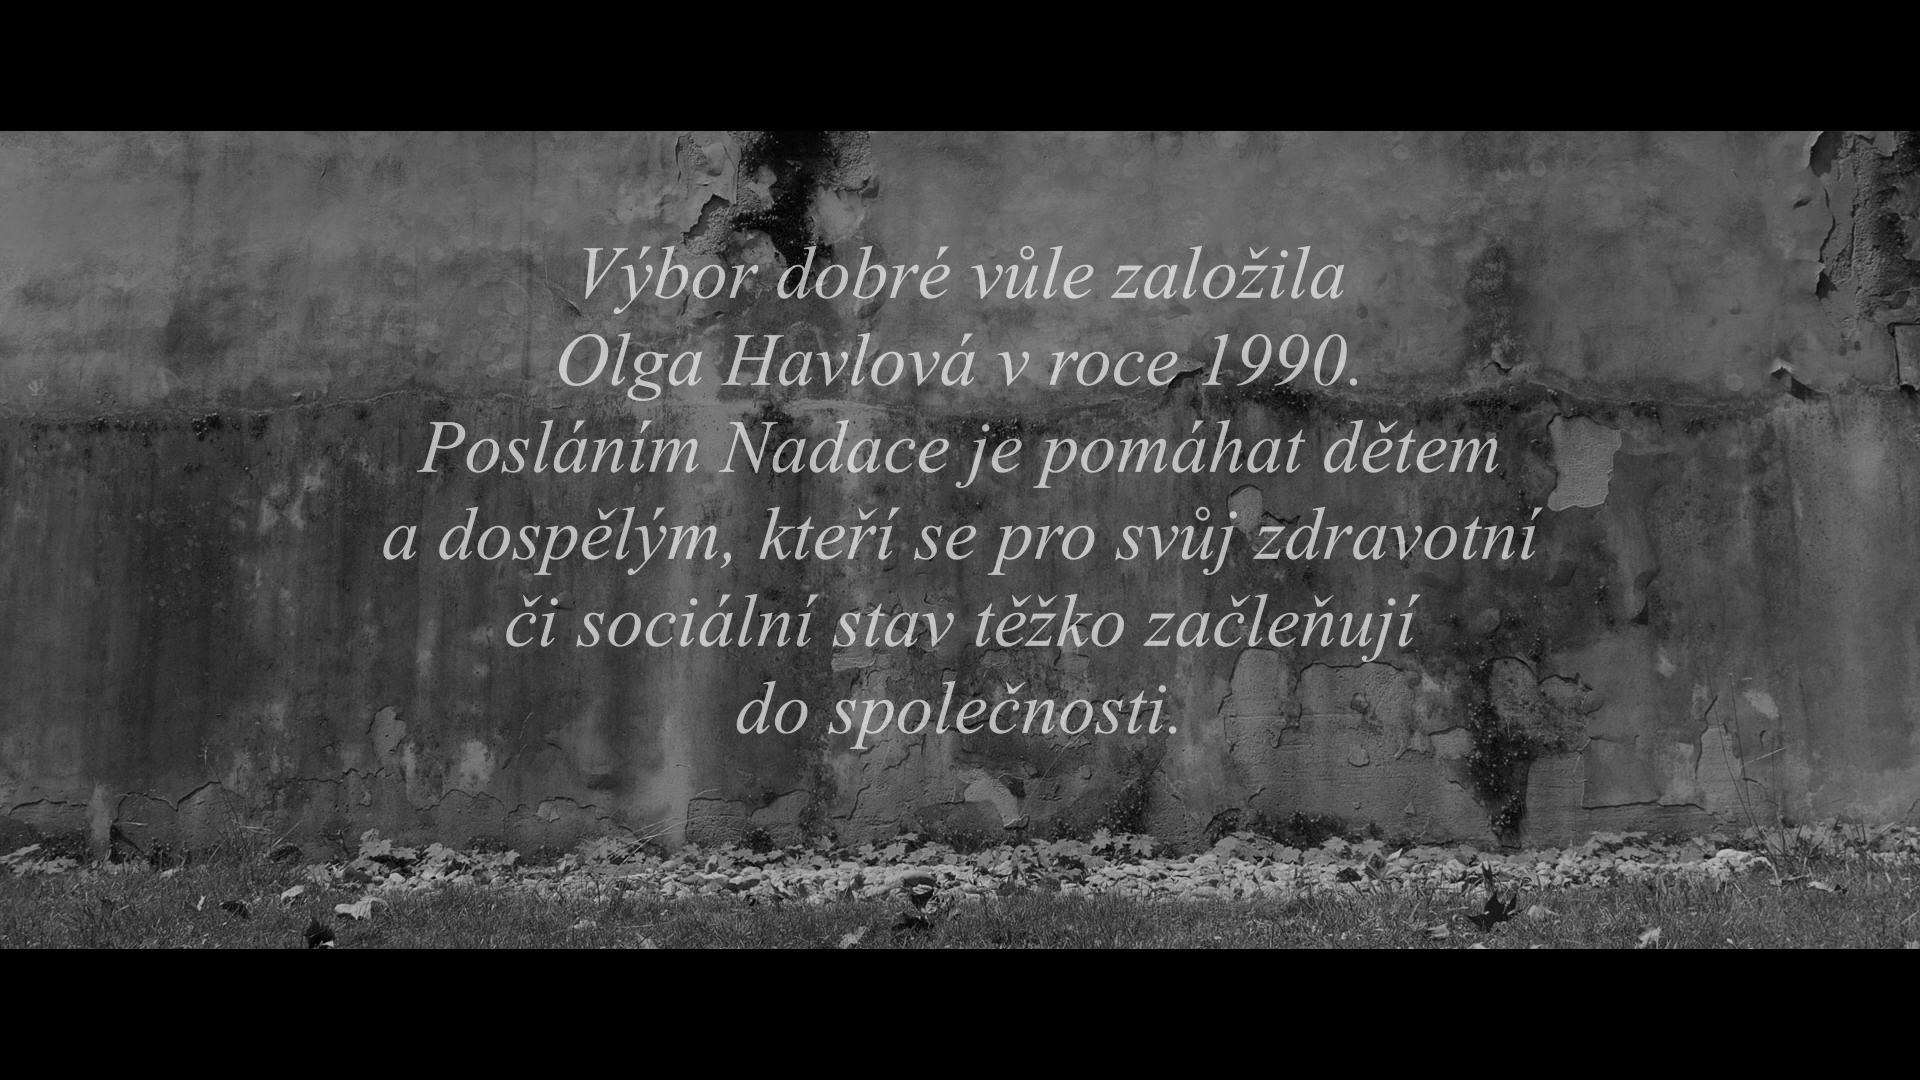 Výbor dobré vůle založila
Olga Havlová v roce 1990.
Posláním Nadace je pomáhat dětem
a dospělým, kteří se pro svůj zdravotní
či sociální stav těžko začleňují
do společnosti.